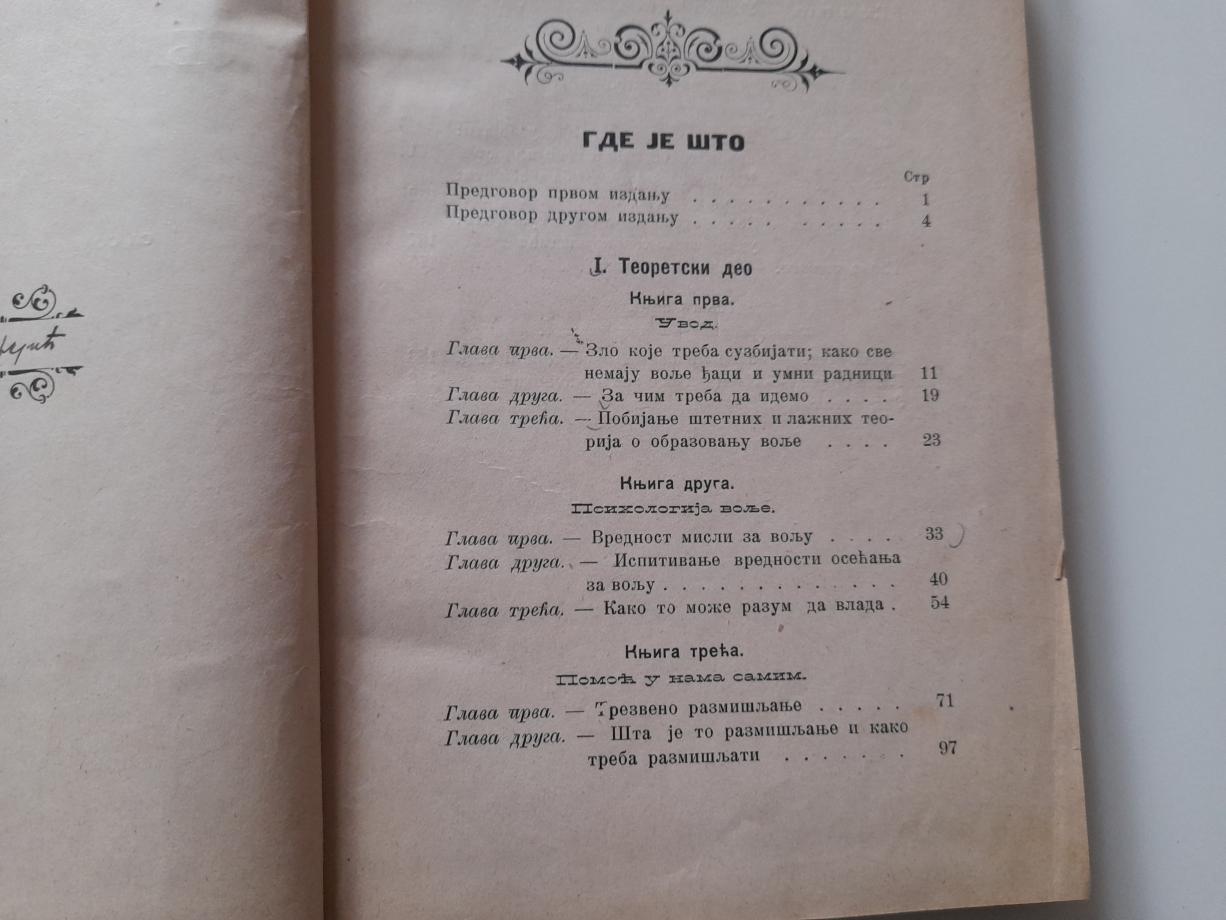 ГДЕ ЈЕ ШТО
Стр
Предговор првом издању . . . . . . . . . . . 1
Предговор другом издању . . . . . . . . . . 4
I. Теоретски део
Књига прва.
Увод.
Глава прва. — Зло које треба сузбијати; како све
немају воље ђаци и умни радници 11
Глава друга. — За чим треба да идемо . . . . 19
Глава трећа. — Побијање штетних и лажних тео-
рија о образовању воље . . . . 23
Књига друга.
Психологија воље.
Глава прва. — Вредност мисли за вољу . . . . 33
Глава друга. — Испитивање вредности осећања
за вољу . . . . . . . . . . . . . 40
Глава трећа. — Како то може разум да влада . 54
Књига трећа.
Помоћ у нама самим.
Глава прва. — Трезвено размишљање . . . . . 71
Глава друга. — Шта је то размишљање и како
треба размишљати . . . . . . . 97